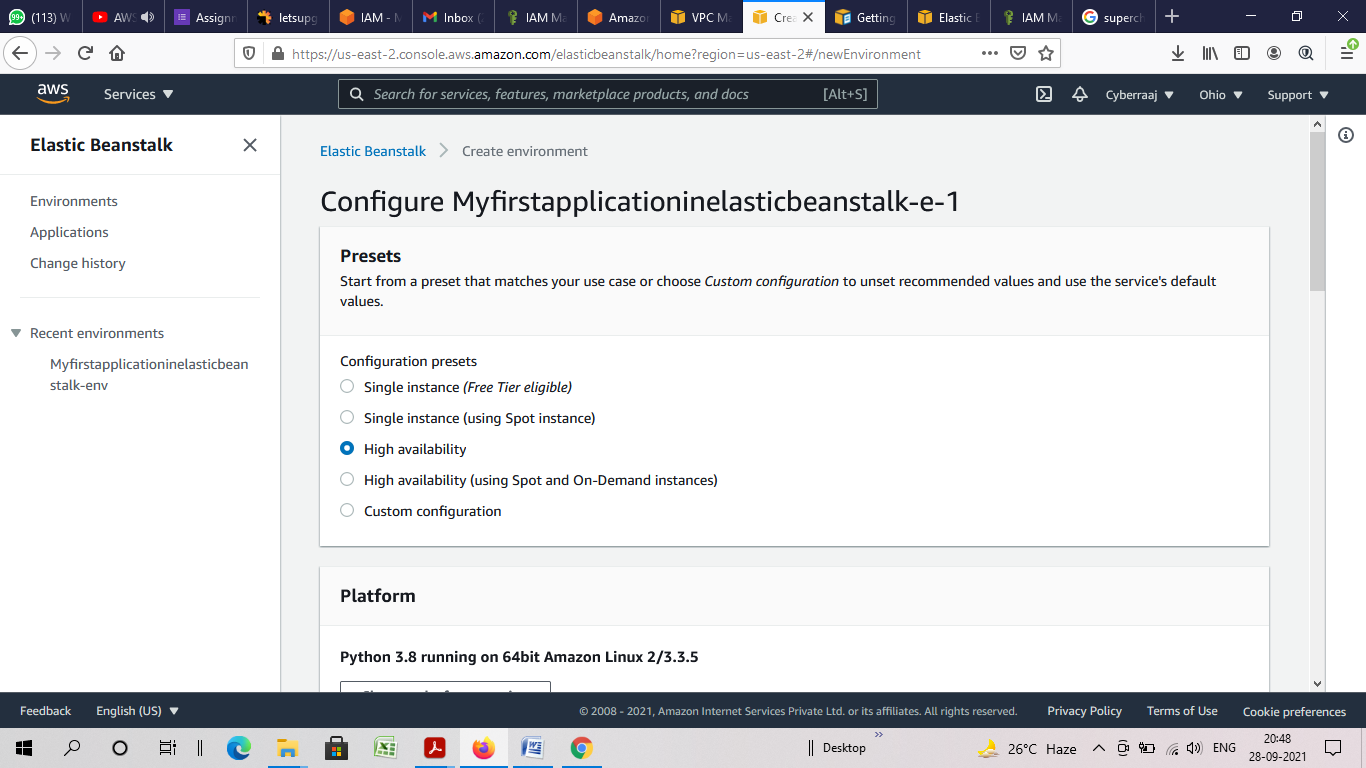 (113) W
AWS
Assignm
letsupg
IAM - M
Inbox (2
IAM Ma
Amazon
VPC Ma
Crea
Getting
Elastic B
IAM Ma
superch
https://us-east-2.console.aws.amazon.com/elasticbeanstalk/home?region=us-east-2#/newEnvironment
aws
Services
Search for services, features, marketplace products, and docs
[Alt+S]
Cyberraaj
Ohio
Support
Elastic Beanstalk
Environments
Applications
Change history
Recent environments
Myfirstapplicationinelasticbean
stalk-env
Elastic Beanstalk
Create environment
Configure Myfirstapplicationinelasticbeanstalk-e-1
Presets
Start from a preset that matches your use case or choose Custom configuration to unset recommended values and use the service's default
values.
Configuration presets
Single instance (Free Tier eligible)
Single instance (using Spot instance)
High availability
High availability (using Spot and On-Demand instances)
Custom configuration
Platform
Python 3.8 running on 64bit Amazon Linux 2/3.3.5
Feedback
English (US)
© 2008 - 2021, Amazon Internet Services Private Ltd. or its affiliates. All rights reserved.
Privacy Policy
Terms of Use
Cookie preferences
Desktop
26°C Haze
ENG
20:48
28-09-2021